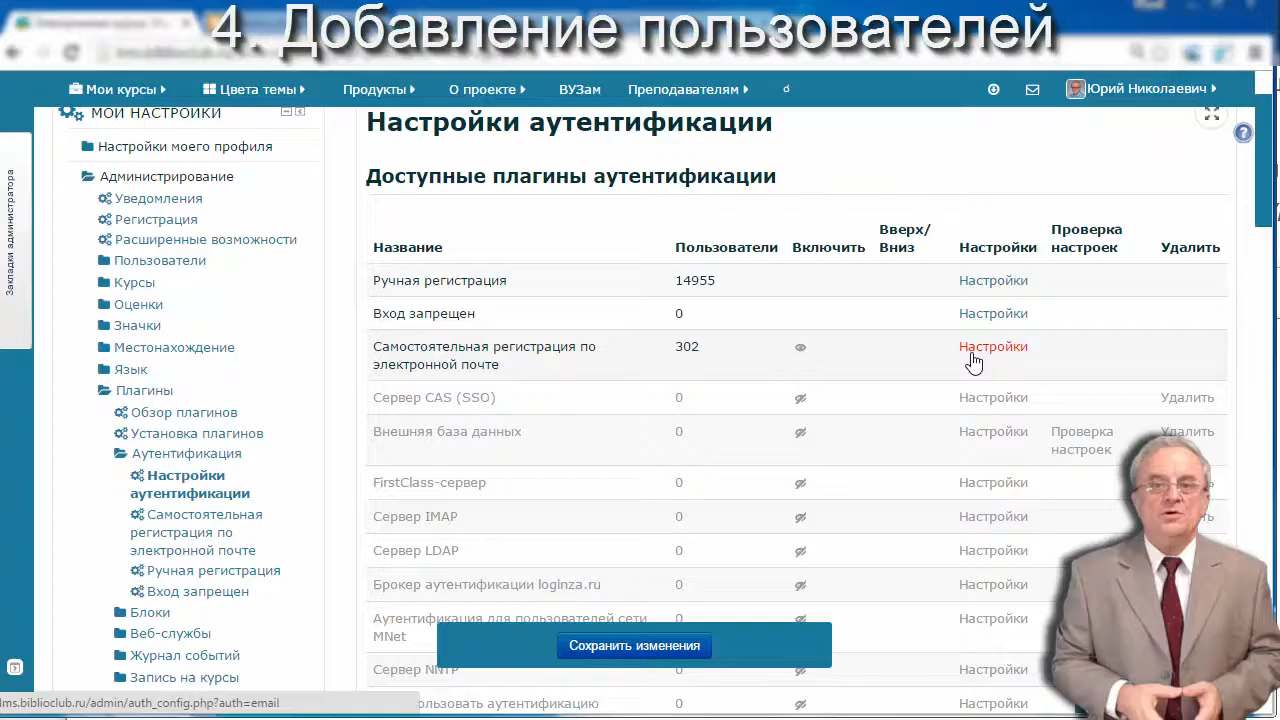 4. Добавление пользователей
Мои курсы
Цвета темы
Продукты
О проекте
ВУЗам
Преподавателям
Юрий Николаевич
Закладки администратора
МОИ НАСТРОЙКИ
Настройки моего профиля
Администрирование
Уведомления
Регистрация
Расширенные возможности
Пользователи
Курсы
Оценки
Значки
Местонахождение
Язык
Плагины
Обзор плагинов
Установка плагинов
Аутентификация
Настройки
аутентификации
Самостоятельная
регистрация по
электронной почте
Ручная регистрация
Вход запрещен
Блоки
Веб-службы
Журнал событий
Запись на курсы
Настройки аутентификации
Доступные плагины аутентификации
Название Пользователи Включить Вверх/
Вниз Настройки Проверка
настроек Удалить
Ручная регистрация 14955 Настройки
Вход запрещен 0 Настройки
Самостоятельная регистрация по
электронной почте 302 Настройки
Сервер CAS (SSO) 0 Настройки Удалить
Внешняя база данных 0 Настройки Проверка
настроек Удалить
FirstClass-сервер 0 Настройки
Сервер IMAP 0 Настройки
Сервер LDAP 0 Настройки
Брокер аутентификации loginza.ru 0 Настройки
Аутентификация для пользователей сети
MNet 0 Настройки
Сервер NNTP 0 Настройки
аутентификацию 0 Настройки
Сохранить изменения
lms.biblioclub.ru/admin/auth_config.php?auth=email